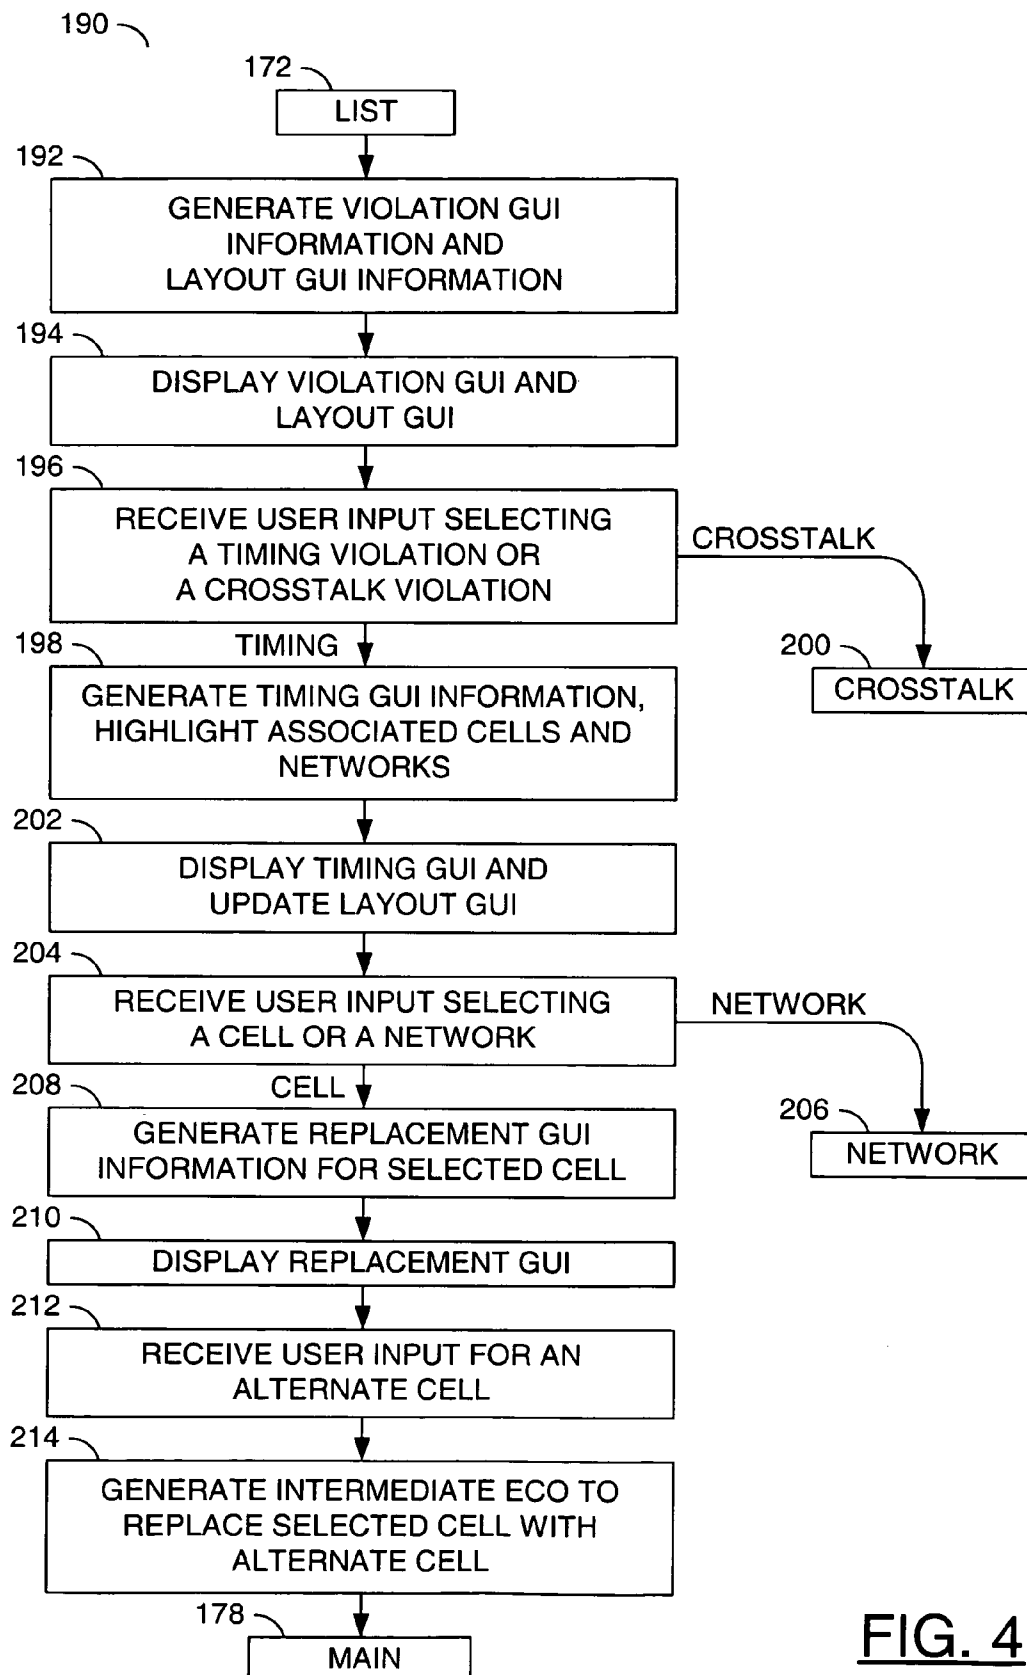 190
172
LIST
192
GENERATE VIOLATION GUI
INFORMATION AND
LAYOUT GUI INFORMATION
194
DISPLAY VIOLATION GUI AND
LAYOUT GUI
196
RECEIVE USER INPUT SELECTING
A TIMING VIOLATION OR
A CROSSTALK VIOLATION
CROSSTALK
TIMING
198
200
CROSSTALK
GENERATE TIMING GUI INFORMATION,
HIGHLIGHT ASSOCIATED CELLS AND
NETWORKS
202
DISPLAY TIMING GUI AND
UPDATE LAYOUT GUI
204
RECEIVE USER INPUT SELECTING
A CELL OR A NETWORK
NETWORK
CELL
208
206
NETWORK
GENERATE REPLACEMENT GUI
INFORMATION FOR SELECTED CELL
210
DISPLAY REPLACEMENT GUI
212
RECEIVE USER INPUT FOR AN
ALTERNATE CELL
214
GENERATE INTERMEDIATE ECO TO
REPLACE SELECTED CELL WITH
ALTERNATE CELL
178
MAIN
FIG. 4